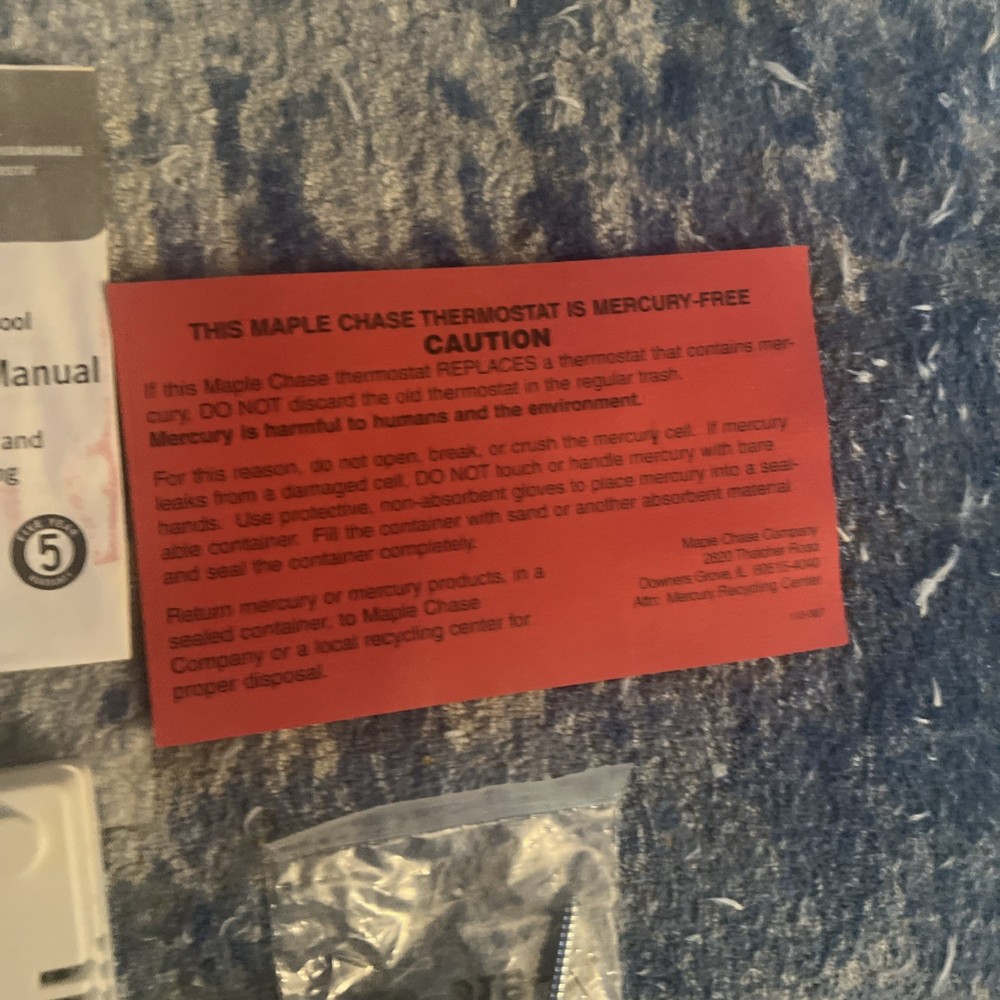 ool
Manual
and
ng
FIVE YEAR
5
WARRANTY
THIS MAPLE CHASE THERMOSTAT IS MERCURY-FREE
CAUTION
If this Maple Chase thermostat REPLACES a thermostat that contains mer-
cury, DO NOT discard the old thermostat in the regular trash.
Mercury is harmful to humans and the environment.
For this reason, do not open, break, or crush the mercury cell. If mercury
leaks from a damaged cell, DO NOT touch or handle mercury with bare
hands. Use protective, non-absorbent gloves to place mercury into a seal-
able container. Fill the container with sand or another absorbent material
and seal the container completely.
Return mercury or mercury products, in a
sealed container, to Maple Chase
Company or a local recycling center for
proper disposal.
Maple Chase Company
2820 Thatcher Road
Downers Grove, IL 60515-4040
Attn: Mercury Recycling Center